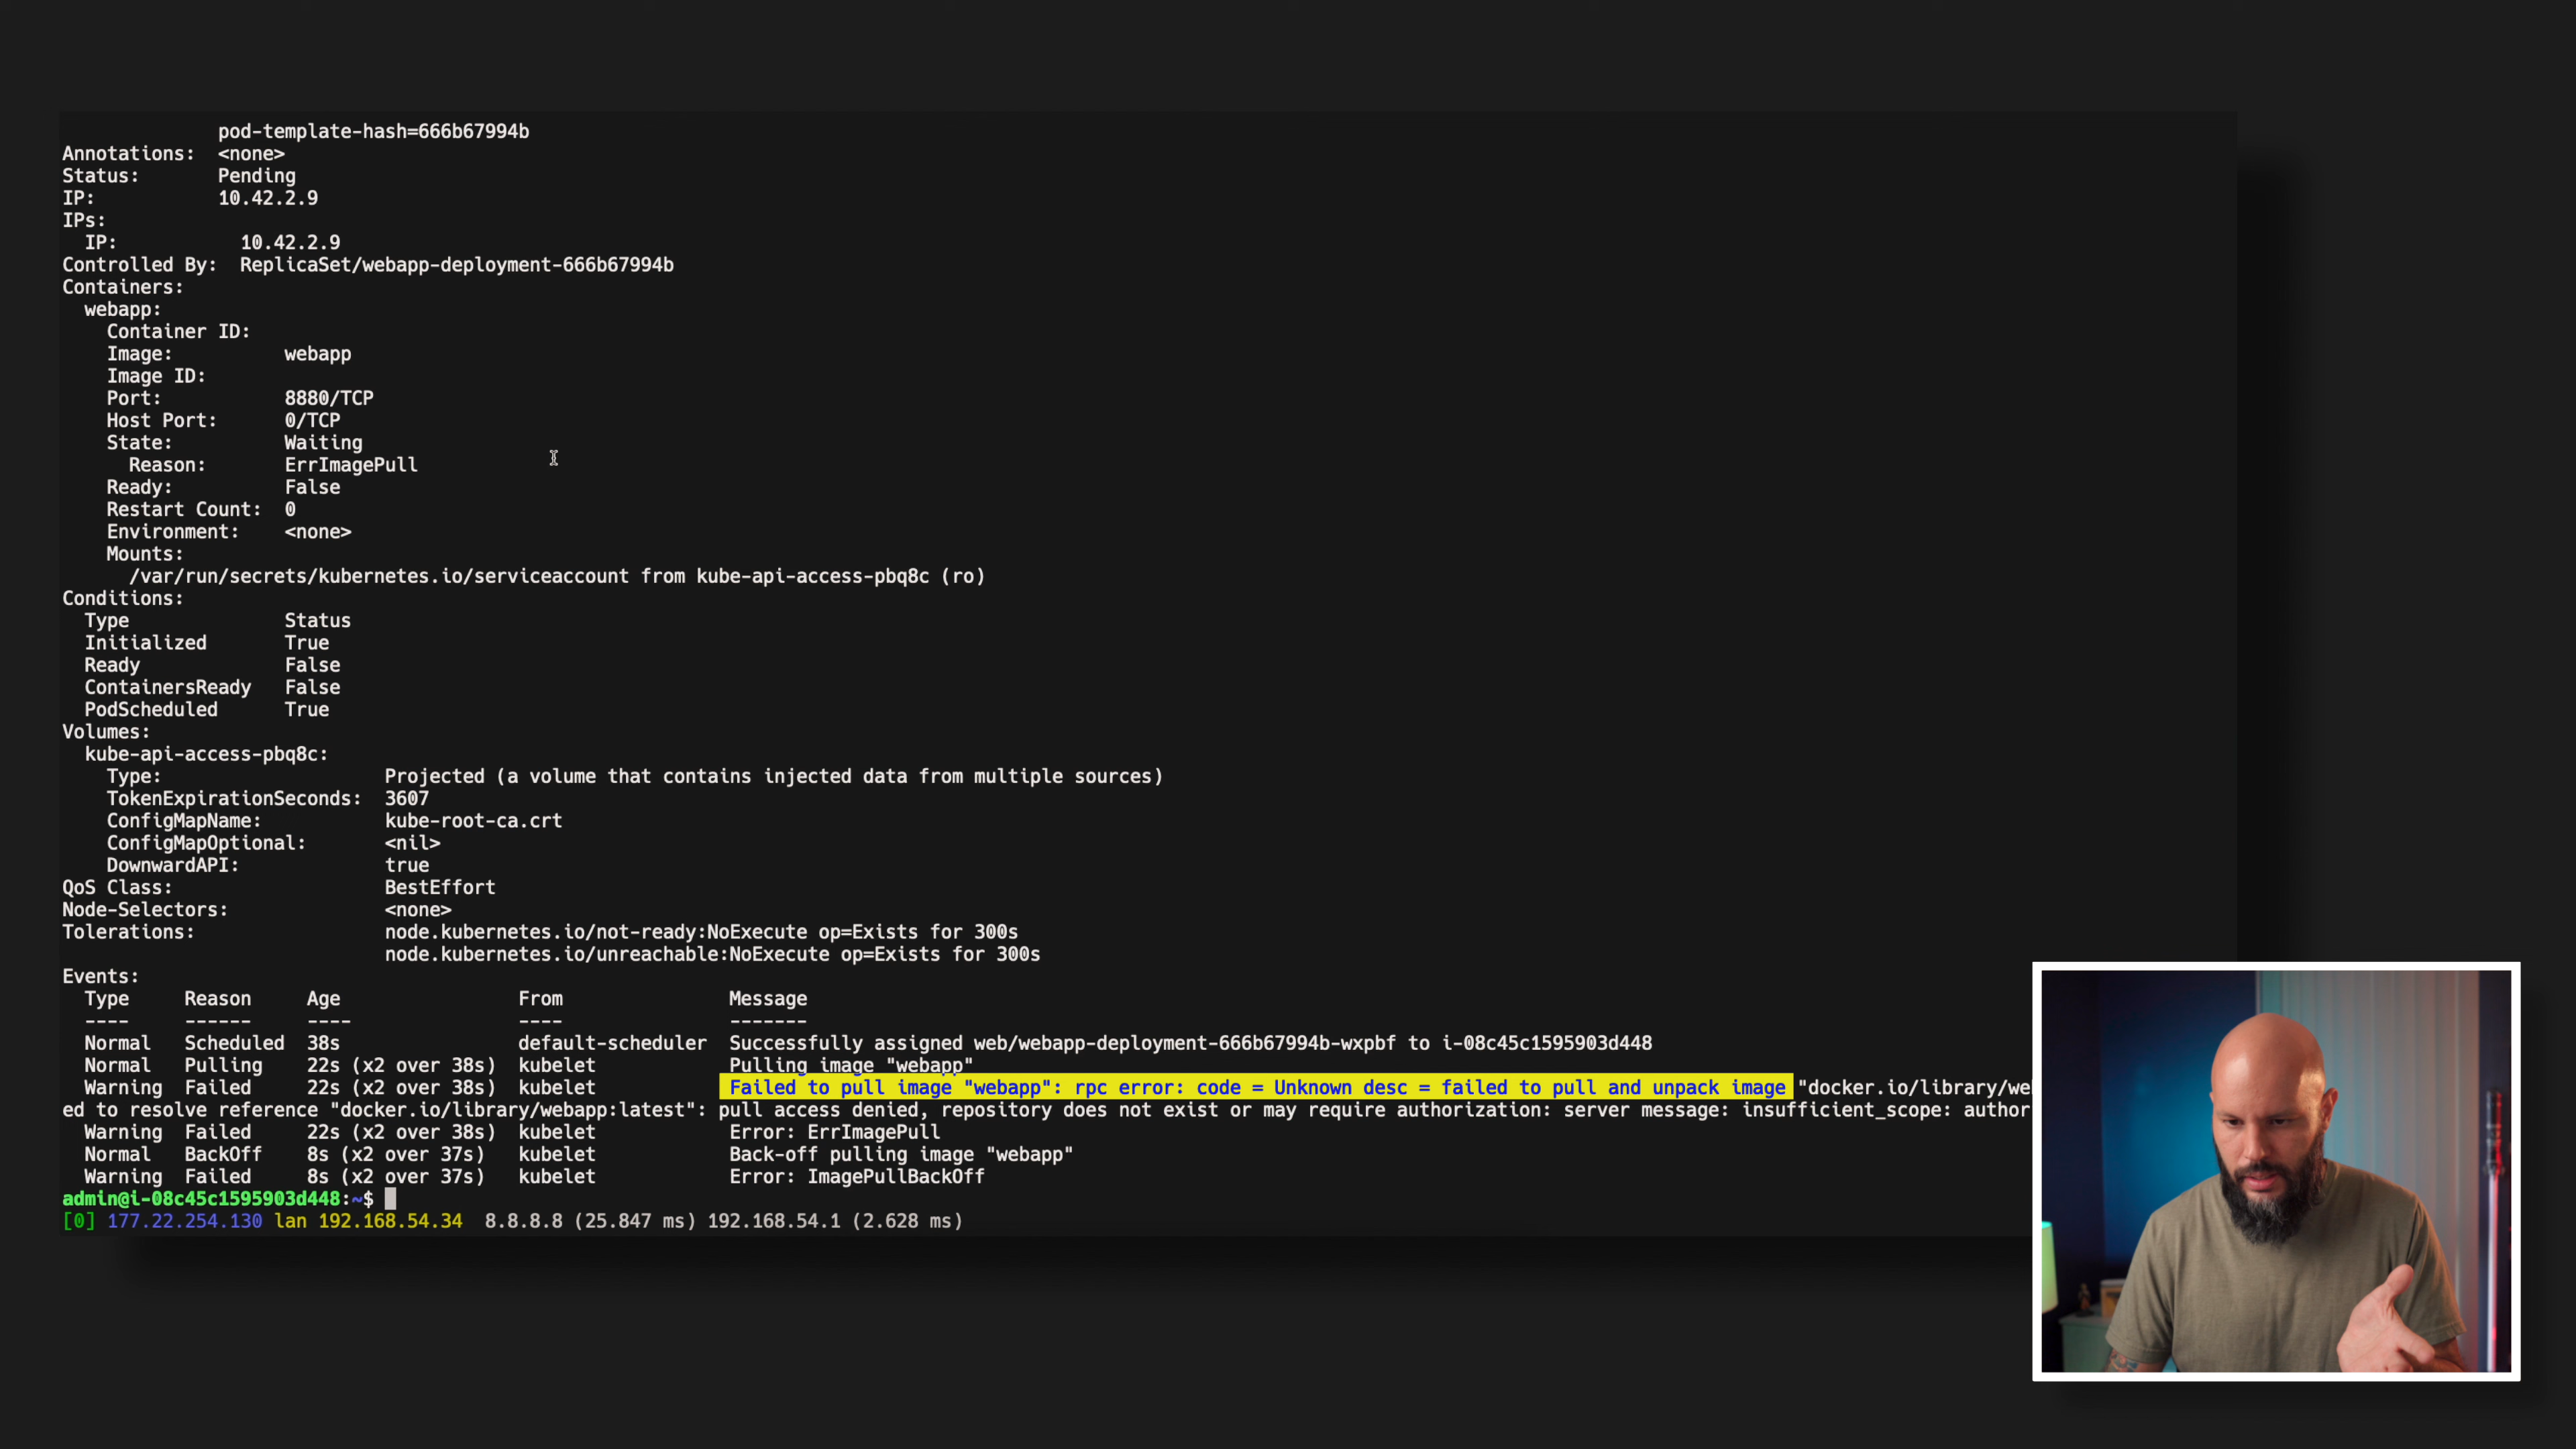 pod-template-hash=666b67994b
Annotations: <none>
Status: Pending
IP: 10.42.2.9
IPs:
IP: 10.42.2.9
Controlled By: ReplicaSet/webapp-deployment-666b67994b
Containers:
webapp:
Container ID:
Image: webapp
Image ID:
Port: 8880/TCP
Host Port: 0/TCP
State: Waiting
Reason: ErrImagePull
Ready: False
Restart Count: 0
Environment: <none>
Mounts:
/var/run/secrets/kubernetes.io/serviceaccount from kube-api-access-pbq8c (ro)
Conditions:
Type Status
Initialized True
Ready False
ContainersReady False
PodScheduled True
Volumes:
kube-api-access-pbq8c:
Type: Projected (a volume that contains injected data from multiple sources)
TokenExpirationSeconds: 3607
ConfigMapName: kube-root-ca.crt
ConfigMapOptional: <nil>
DownwardAPI: true
QoS Class: BestEffort
Node-Selectors: <none>
Tolerations: node.kubernetes.io/not-ready:NoExecute op=Exists for 300s
node.kubernetes.io/unreachable:NoExecute op=Exists for 300s
Events:
Type Reason Age From Message
---- ------ ---- ---- -------
Normal Scheduled 38s default-scheduler Successfully assigned web/webapp-deployment-666b67994b-wxpbf to i-08c45c1595903d448
Normal Pulling 22s (x2 over 38s) kubelet Pulling image "webapp"
Warning Failed 22s (x2 over 38s) kubelet Failed to pull image "webapp": rpc error: code = Unknown desc = failed to pull and unpack image "docker.io/library/we
ed to resolve reference "docker.io/library/webapp:latest": pull access denied, repository does not exist or may require authorization: server message: insufficient_scope: author
Warning Failed 22s (x2 over 38s) kubelet Error: ErrImagePull
Normal BackOff 8s (x2 over 37s) kubelet Back-off pulling image "webapp"
Warning Failed 8s (x2 over 37s) kubelet Error: ImagePullBackOff
admin@i-08c45c1595903d448:~$
[0] 177.22.254.130 lan 192.168.54.34 8.8.8.8 (25.847 ms) 192.168.54.1 (2.628 ms)